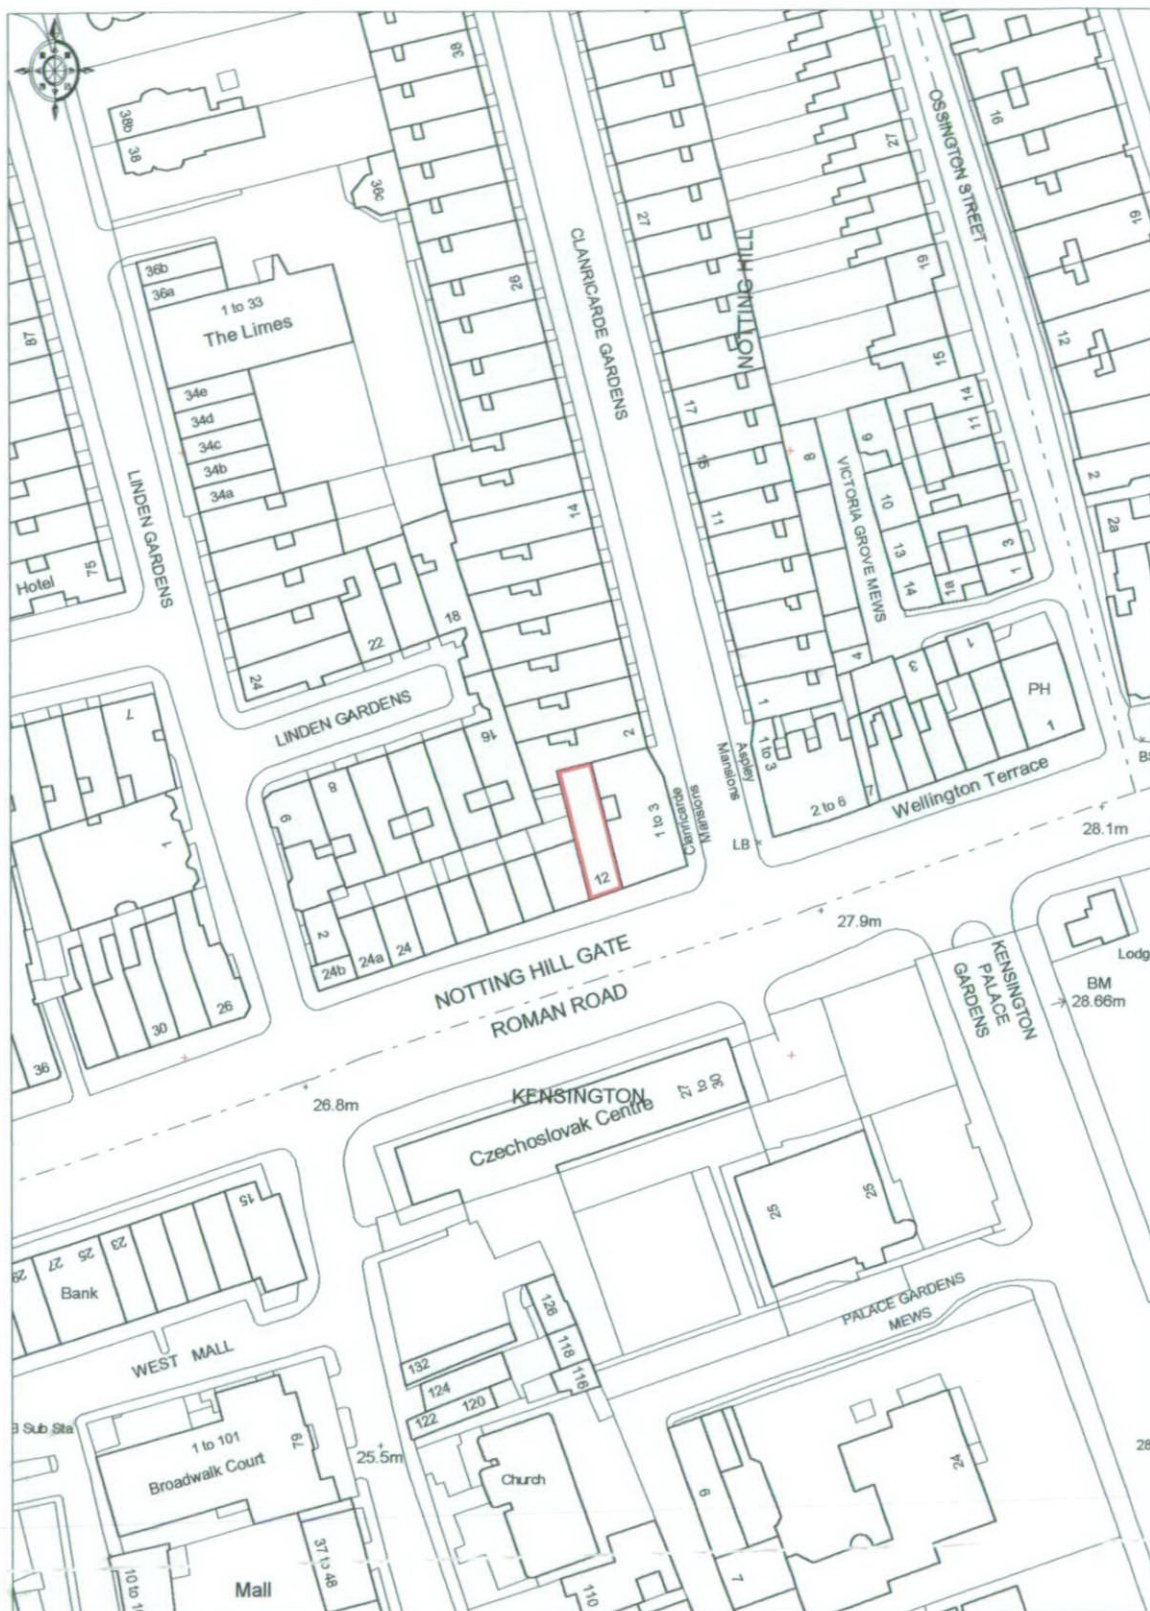 38
38b
38
36c
16
OSSINGTON STREET
27
27
19
CLANRICARDE GARDENS
NOTTING HILL
26
36b
36a
1 to 33
The Limes
19
15
12
87
34e
34d
34c
34b
34a
14
11
17
15
11
8
9
VICTORIA GROVE MEWS
10
13
14
1a
3
1
2
2a
LINDEN GARDENS
14
Hotel
75
18
22
24
LINDEN GARDENS
7
16
8
9
2
1
1 to 3
Aspley
Mansions
4
3
1
PH
1
2 to 6
7
Wellington Terrace
1 to 3
Clanricarde
Mansions
LB
28.1m
1
12
2
24b
24a
24
NOTTING HILL GATE
ROMAN ROAD
27.9m
KENSINGTON
PALACE
GARDENS
Lodg
BM
28.66m
36
30
26
26.8m
KENSINGTON
Czechoslovak Centre
27
to
30
25
25
15
23
25
27
29
Bank
WEST MALL
PALACE GARDENS
MEWS
126
118
116
132
124
122
120
Sub Sta
1 to 101
Broadwalk Court
79
25.5m
Church
24
9
7
37 to 48
Mall
110